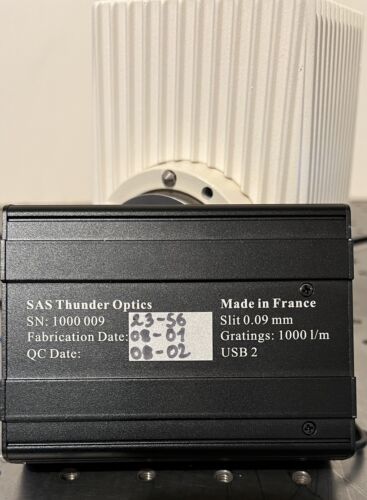 SAS Thunder Optics
SN: 1000 009 23-56
Fabrication Date: 08-01
QC Date: 08-02
Made in France
Slit 0.09 mm
Gratings: 1000 l/m
USB 2